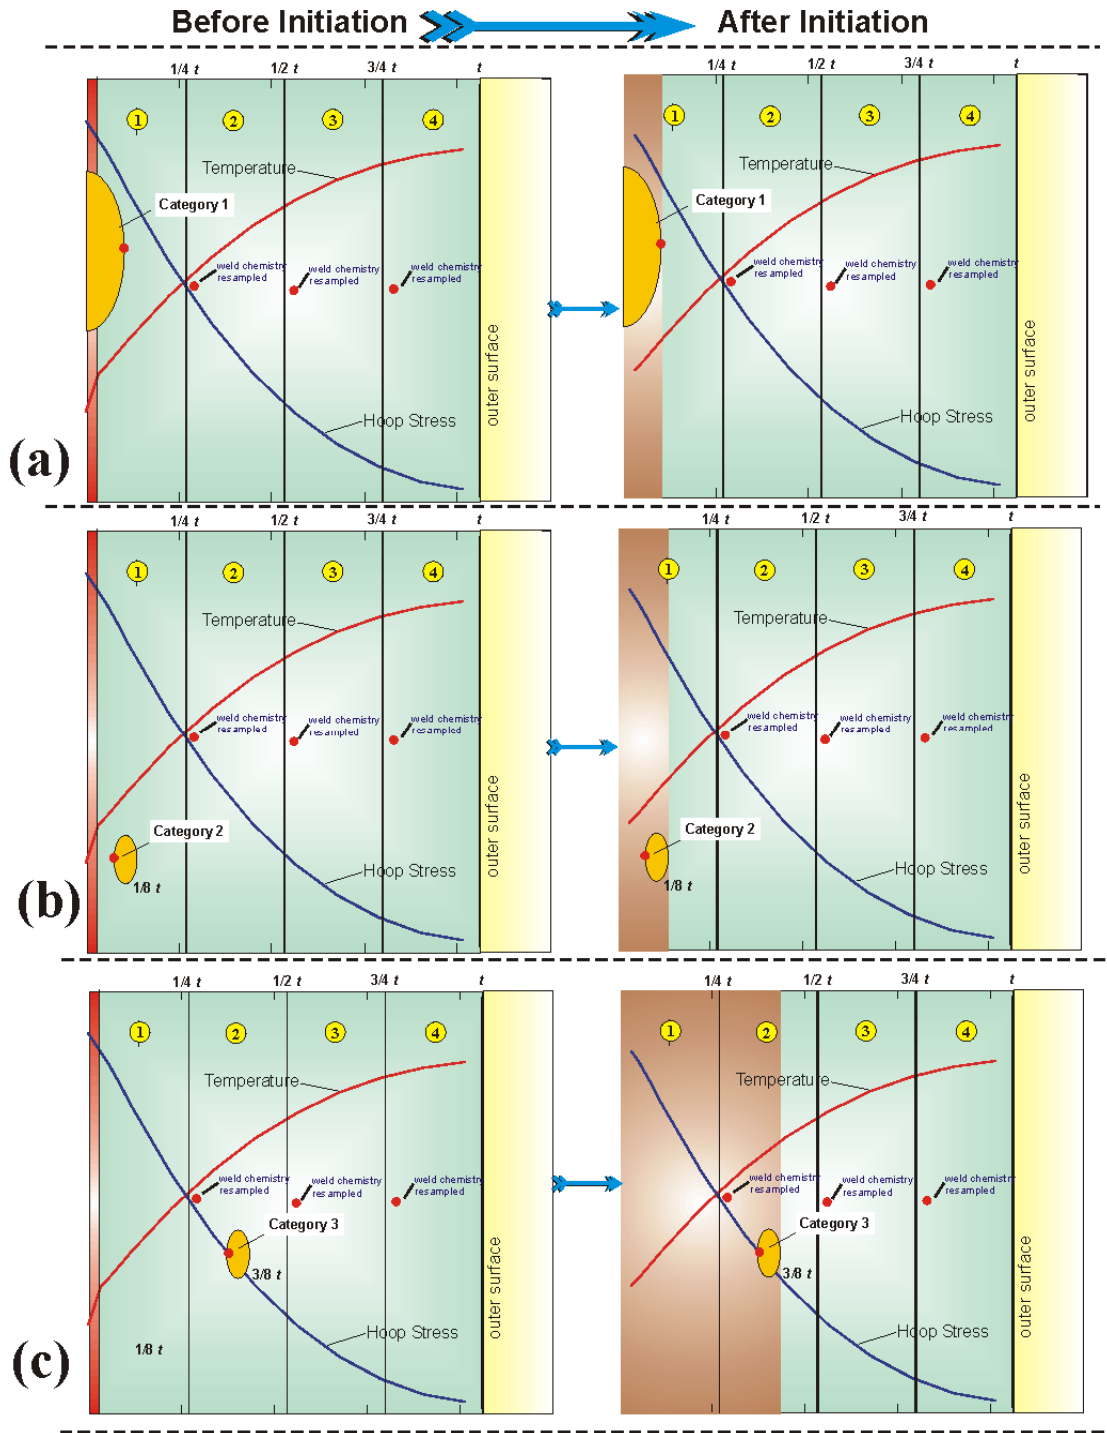 Before Initiation After Initiation
1/4 t 1/2 t 3/4 t t 1/4 t 1/2 t 3/4 t t
1 2 3 4 1 2 3 4
Temperature Temperature
Category 1 Category 1
weld chemistry resampled weld chemistry resampled weld chemistry resampled weld chemistry resampled weld chemistry resampled weld chemistry resampled
outer surface outer surface
Hoop Stress Hoop Stress
(a)
1/4 t 1/2 t 3/4 t t 1/4 t 1/2 t 3/4 t t
1 2 3 4 1 2 3 4
Temperature Temperature
weld chemistry resampled weld chemistry resampled weld chemistry resampled weld chemistry resampled weld chemistry resampled weld chemistry resampled
outer surface outer surface
Category 2 Category 2
Hoop Stress Hoop Stress
1/8 t 1/8 t
(b)
1/4 t 1/2 t 3/4 t t 1/4 t 1/2 t 3/4 t t
1 2 3 4 1 2 3 4
Temperature Temperature
weld chemistry resampled weld chemistry resampled weld chemistry resampled weld chemistry resampled weld chemistry resampled weld chemistry resampled
Category 3 Category 3
outer surface outer surface
3/8 t 3/8 t
Hoop Stress Hoop Stress
1/8 t
(c)